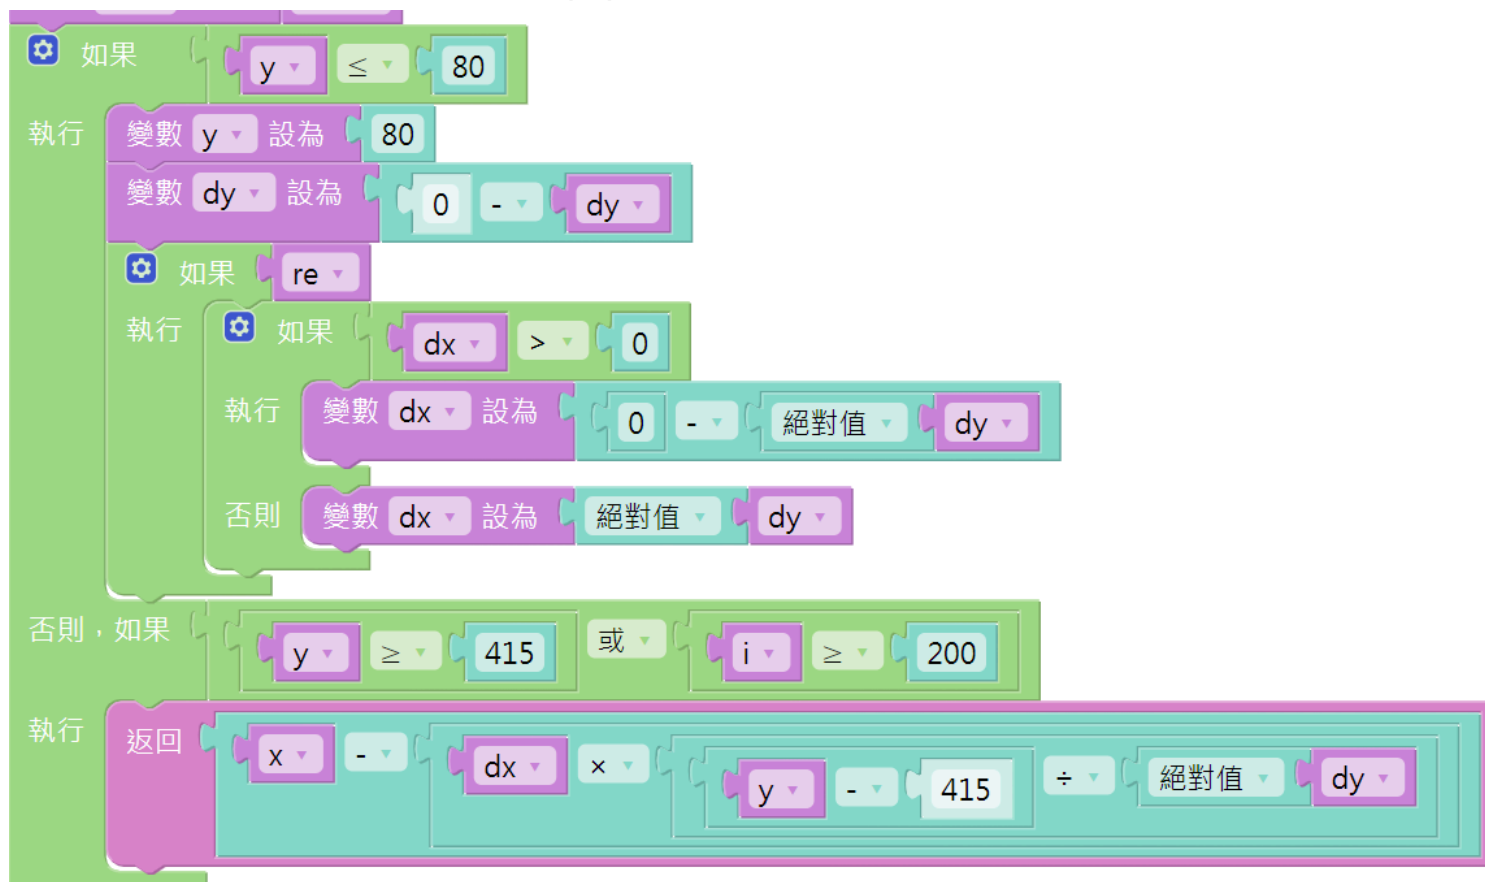 如果 y ≤ 80
執行 變數 y 設為 80
變數 dy 設為 0 - dy
如果 re
執行 如果 dx > 0
執行 變數 dx 設為 0 - 絕對值 dy
否則 變數 dx 設為 絕對值 dy
否則，如果 y ≥ 415 或 i ≥ 200
執行 返回 x - dx × y - 415 ÷ 絕對值 dy